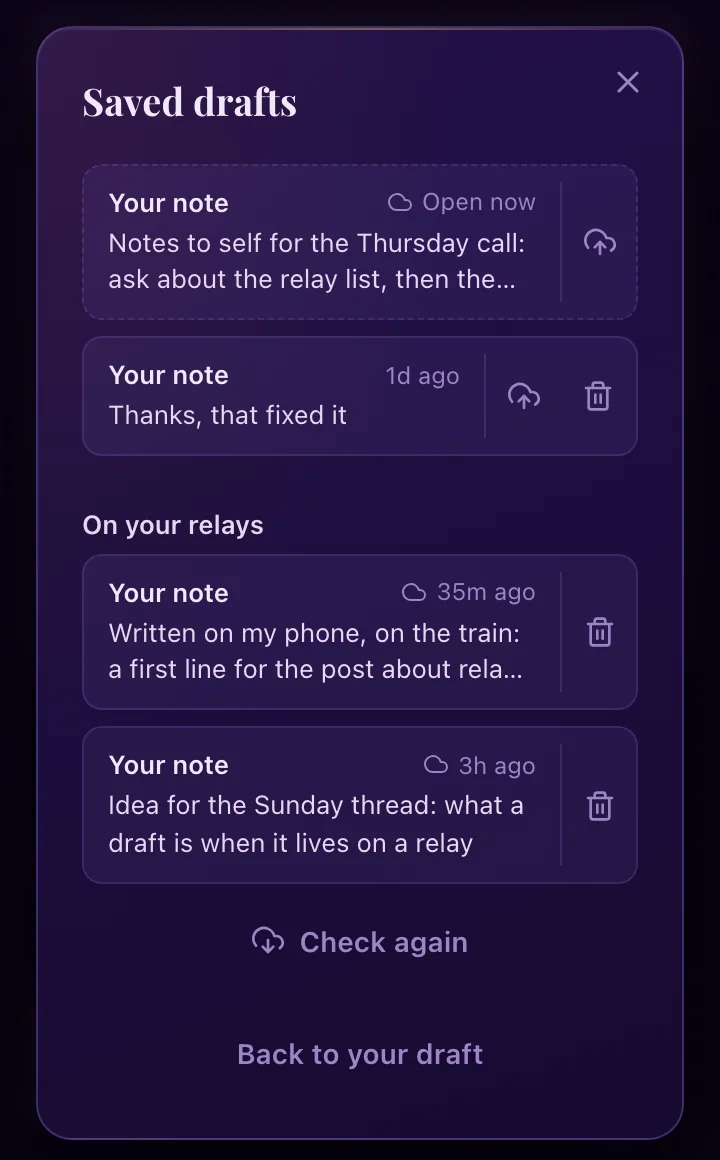 Saved drafts
Your note
Open now
Notes to self for the Thursday call:
ask about the relay list, then the...
Your note
1d ago
Thanks, that fixed it
On your relays
Your note
35m ago
Written on my phone, on the train:
a first line for the post about rela...
Your note
3h ago
Idea for the Sunday thread: what a
draft is when it lives on a relay
Check again
Back to your draft